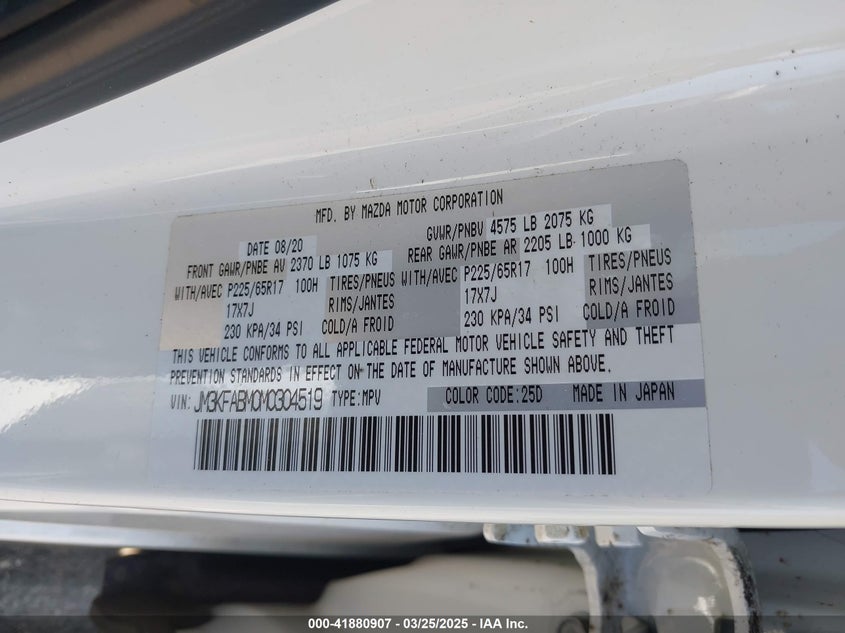 MFD. BY MAZDA MOTOR CORPORATION
DATE 08/20 GVWR/PNBV 4575 LB 2075 KG
FRONT GAWR/PNBE AV 2370 LB 1075 KG REAR GAWR/PNBE AR 2205 LB 1000 KG
WITH/AVEC P225/65R17 100H TIRES/PNEUS WITH/AVEC P225/65R17 100H TIRES/PNEUS
17X7J RIMS/JANTES 17X7J RIMS/JANTES
230 KPA/34 PSI COLD/A FROID 230 KPA/34 PSI COLD/A FROID
THIS VEHICLE CONFORMS TO ALL APPLICABLE FEDERAL MOTOR VEHICLE SAFETY AND THEFT
PREVENTION STANDARDS IN EFFECT ON THE DATE OF MANUFACTURE SHOWN ABOVE.
VIN: JM3KFABM0M0304519 TYPE:MPV COLOR CODE:25D MADE IN JAPAN
000-41880907 - 03/25/2025 - IAA Inc.